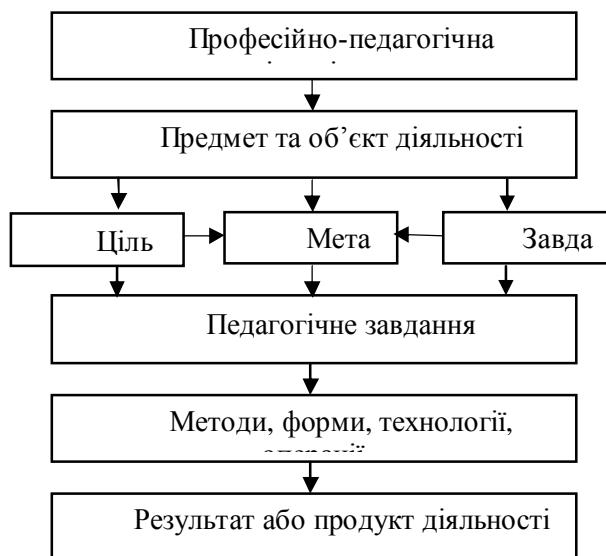 Професійно-педагогічна
Предмет та об’єкт діяльності
Ціль
Мета
Завда
Педагогічне завдання
Методи, форми, технології,
Результат або продукт діяльності